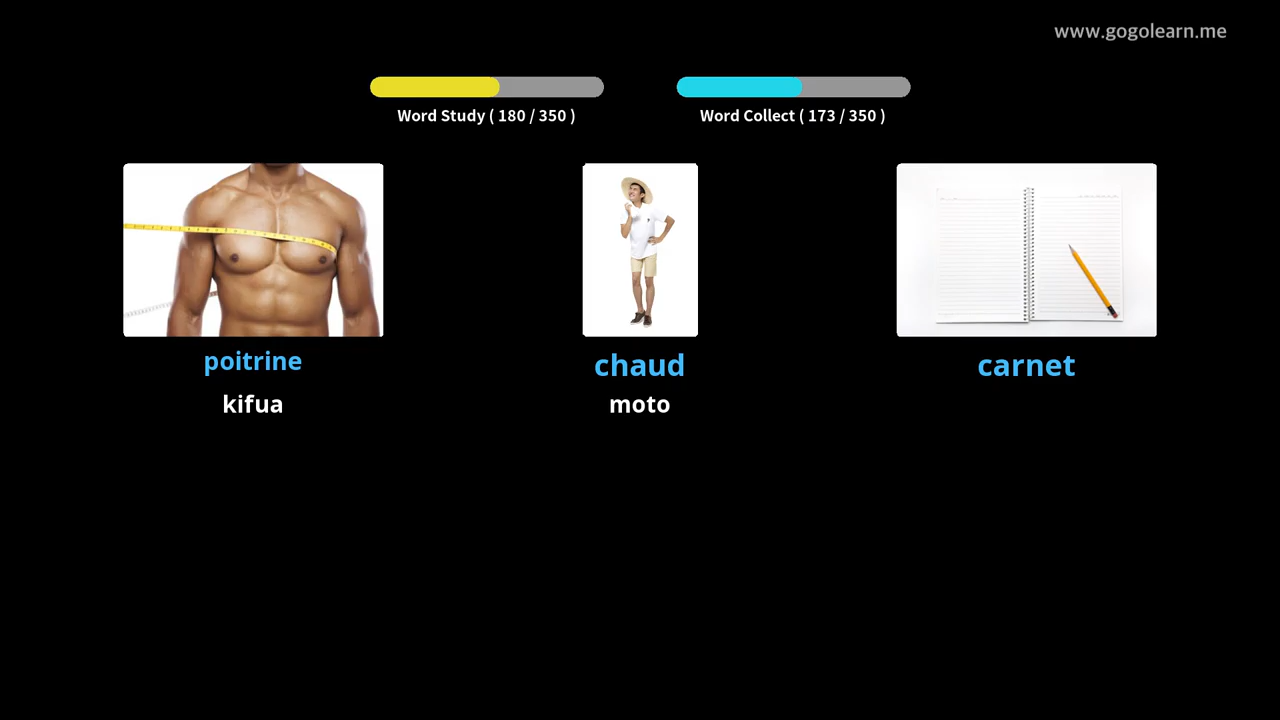 www.gogolearn.me
Word Study ( 180 / 350 )
Word Collect ( 173 / 350 )
poitrine
chaud
carnet
kifua
moto